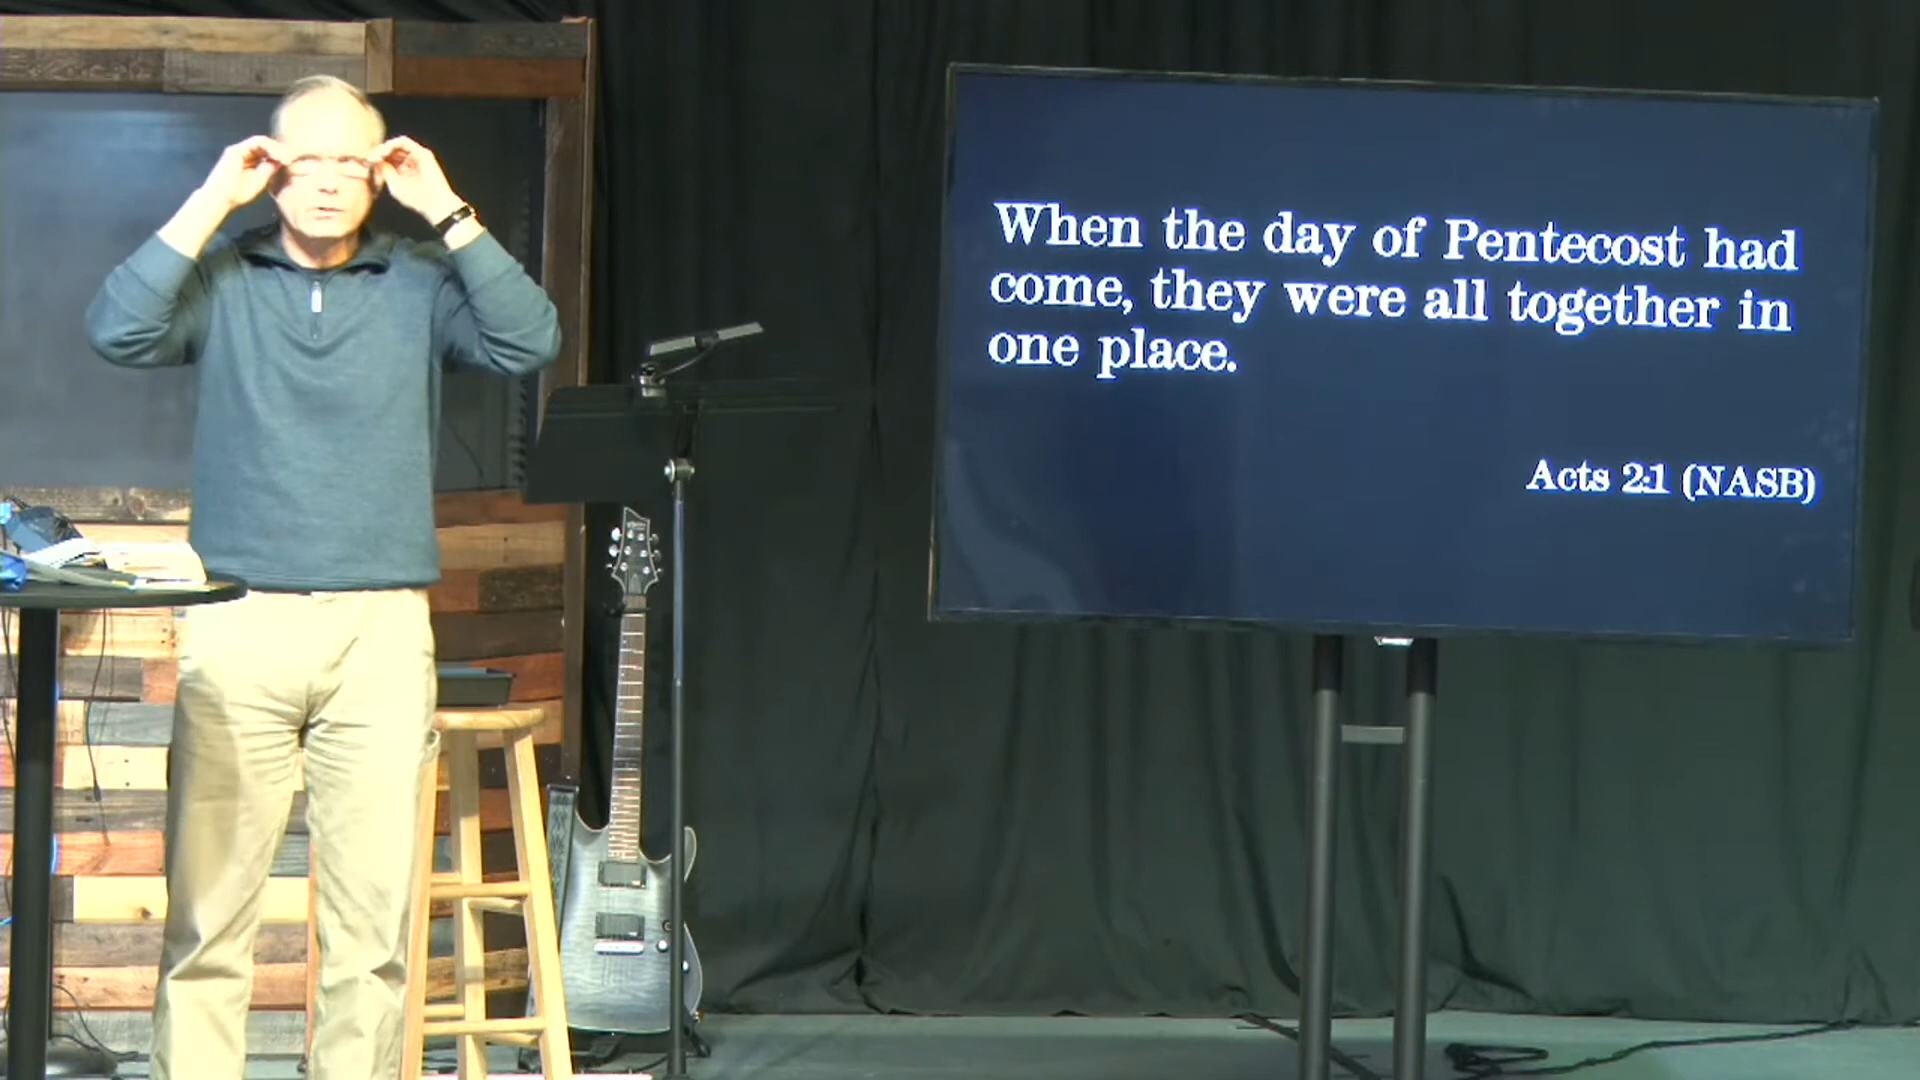 When the day of Pentecost had
come, they were all together in
one place.
Acts 2:1 (NASB)